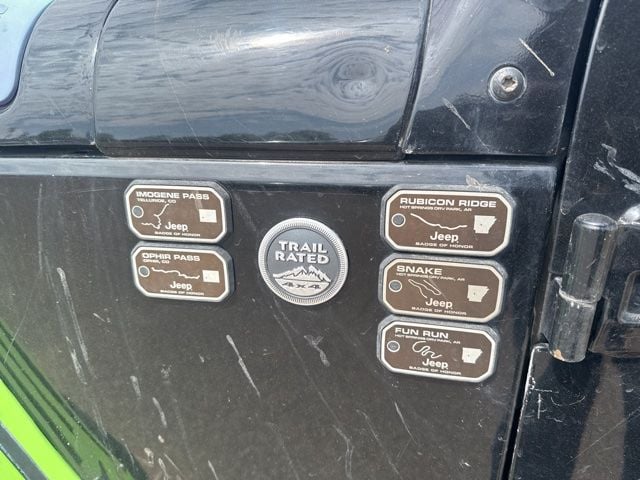 IMOGENE PASS
TELLURIDE, CO
Jeep
BADGE OF HONOR
OPHIR PASS
OPHIR, CO
Jeep
BADGE OF HONOR
TRAIL
RATED
4x4
RUBICON RIDGE
HOT SPRINGS ORV PARK, AR
Jeep
BADGE OF HONOR
SNAKE
HOT SPRINGS ORV PARK, AR
Jeep
BADGE OF HONOR
FUN RUN
HOT SPRINGS ORV PARK, AR
Jeep
BADGE OF HONOR